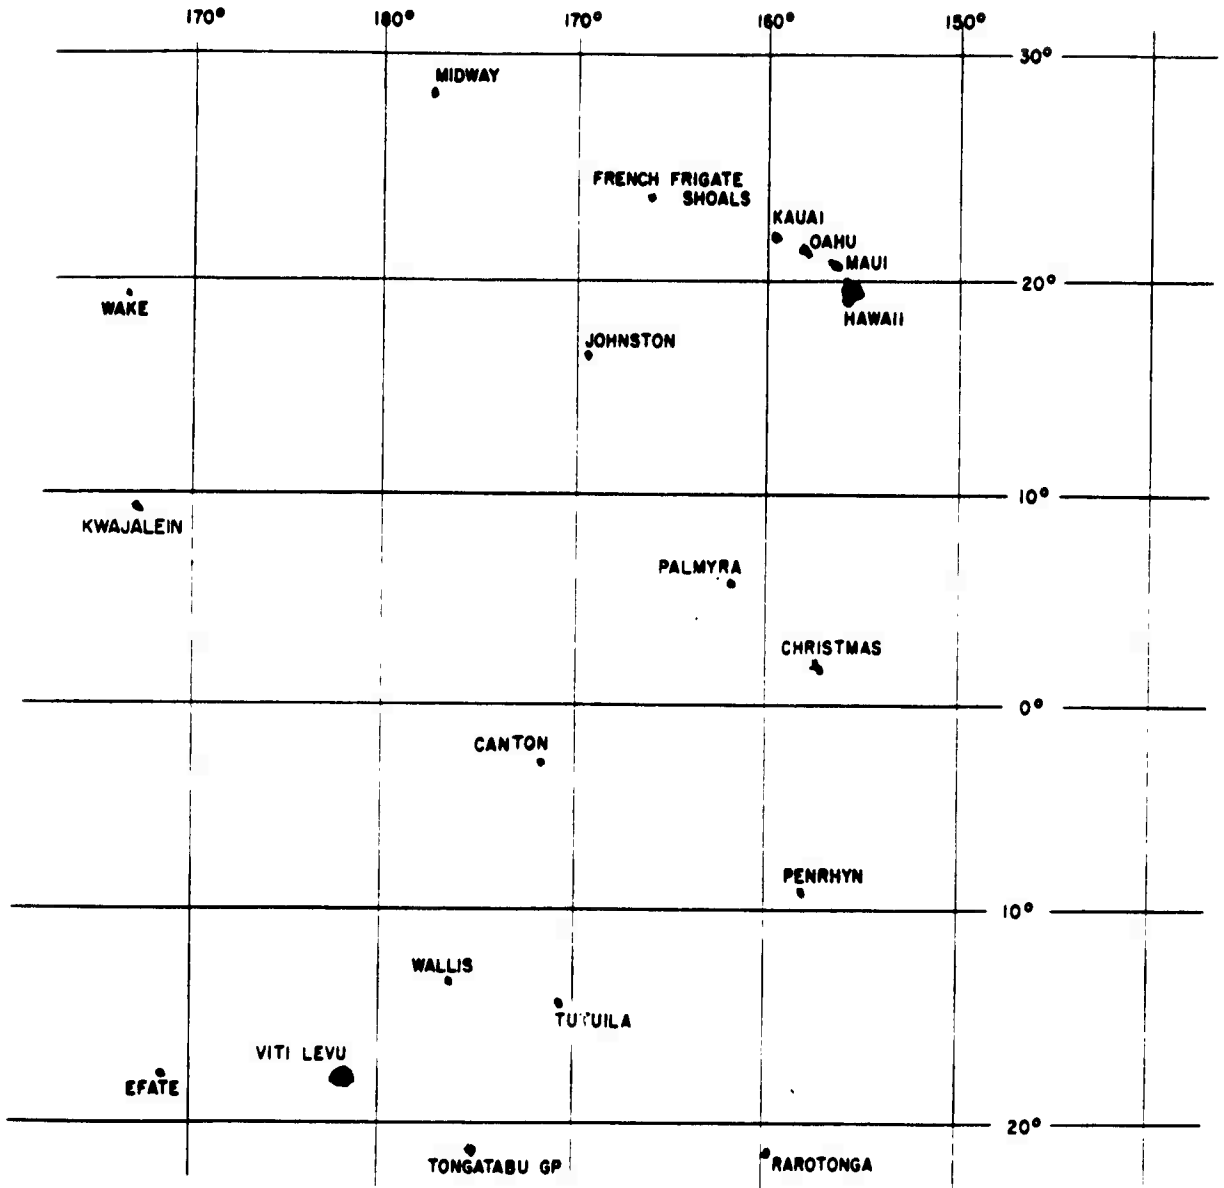 170° 180° 170° 160° 150°
30°
MIDWAY
FRENCH FRIGATE
SHOALS
KAUAI
OAHU
MAUI
20°
WAKE
HAWAII
JOHNSTON
10°
KWAJALEIN
PALMYRA
CHRISTMAS
0°
CANTON
PENRHYN
10°
WALLIS
TUTUILA
VITI LEVU
EFATE
20°
TONGATABU GP
RAROTONGA